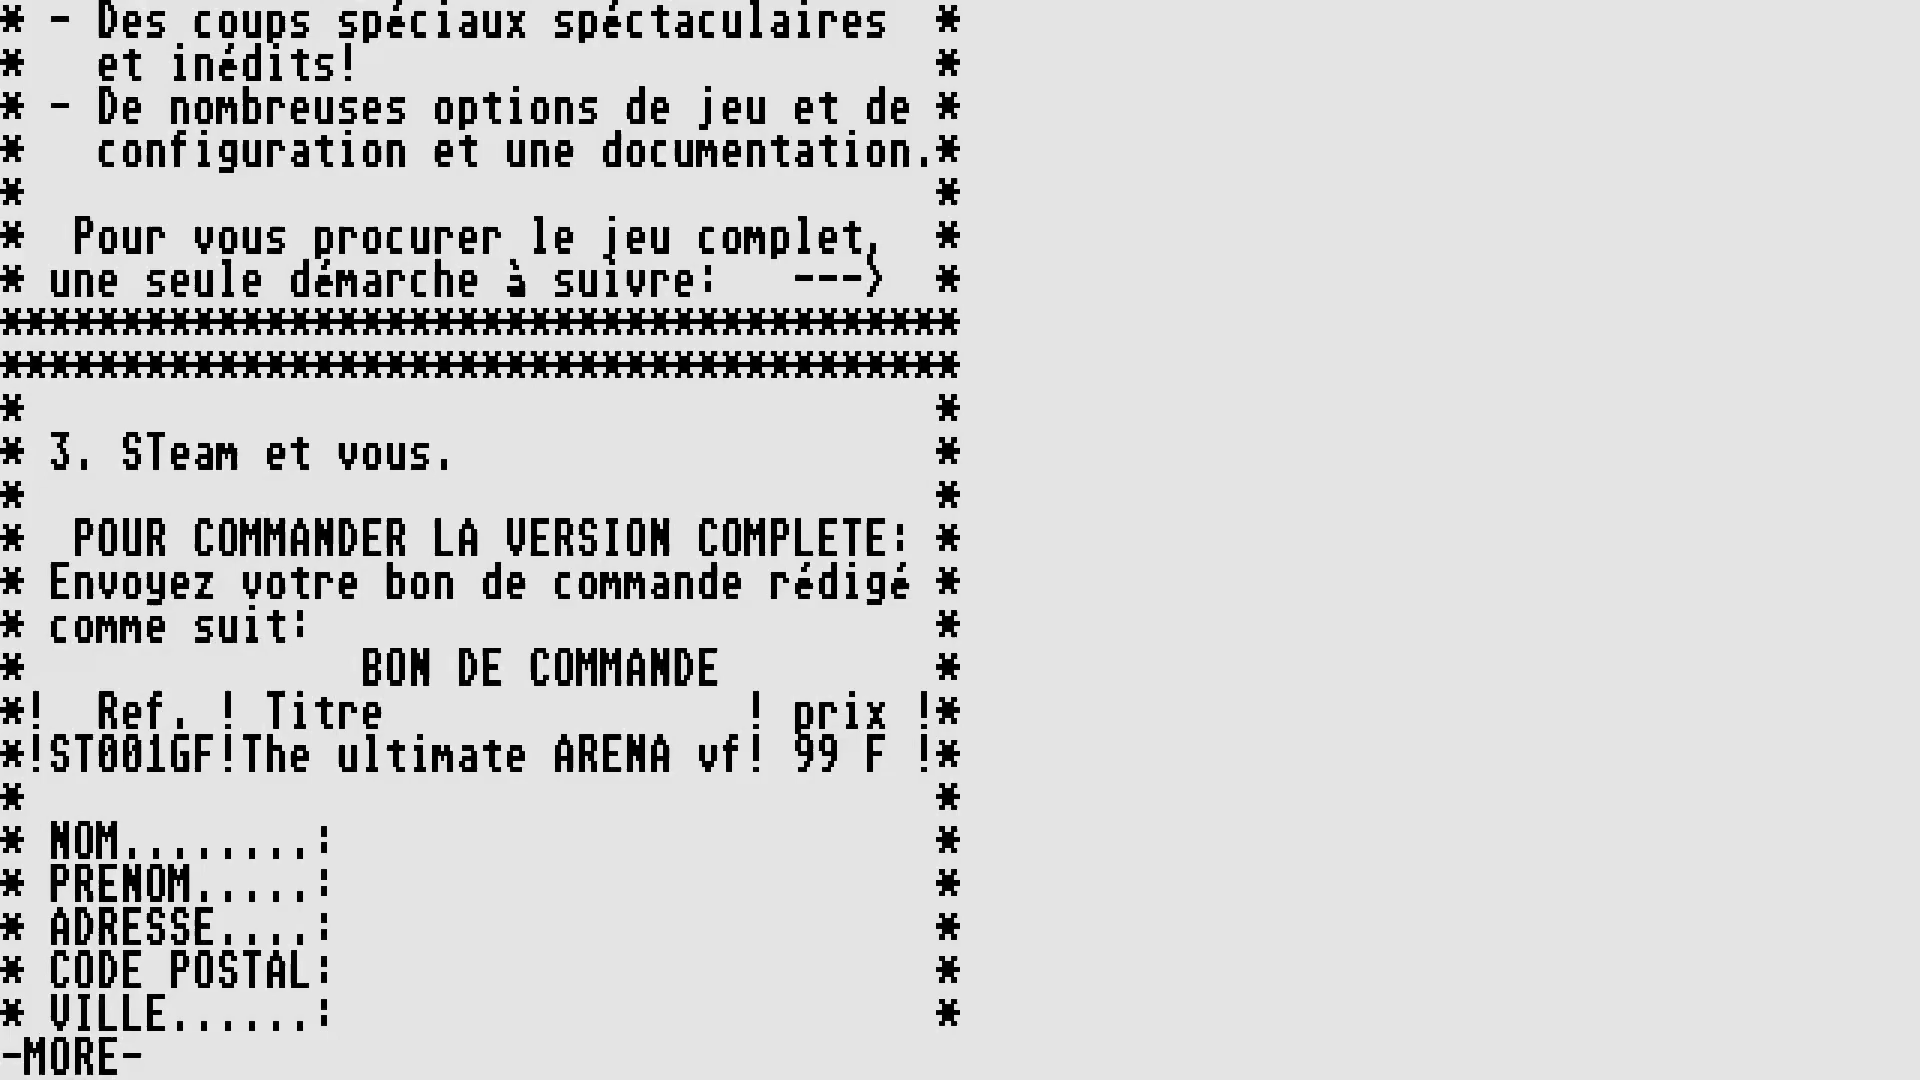 * - Des coups spéciaux spéctaculaires  *
*   et inédits!                        *
* - De nombreuses options de jeu et de *
*   configuration et une documentation.*
*                                      *
*  Pour vous procurer le jeu complet,  *
* une seule démarche à suivre:   --->  *
****************************************
****************************************
*                                      *
* 3. STeam et vous.                    *
*                                      *
*  POUR COMMANDER LA VERSION COMPLETE: *
* Envoyez votre bon de commande rédigé *
* comme suit:                          *
*              BON DE COMMANDE         *
*!  Ref. ! Titre               ! prix !*
*!ST001GF!The ultimate ARENA vf! 99 F !*
*                                      *
* NOM........:                         *
* PRENOM.....:                         *
* ADRESSE....:                         *
* CODE POSTAL:                         *
* VILLE......:                         *
-MORE-